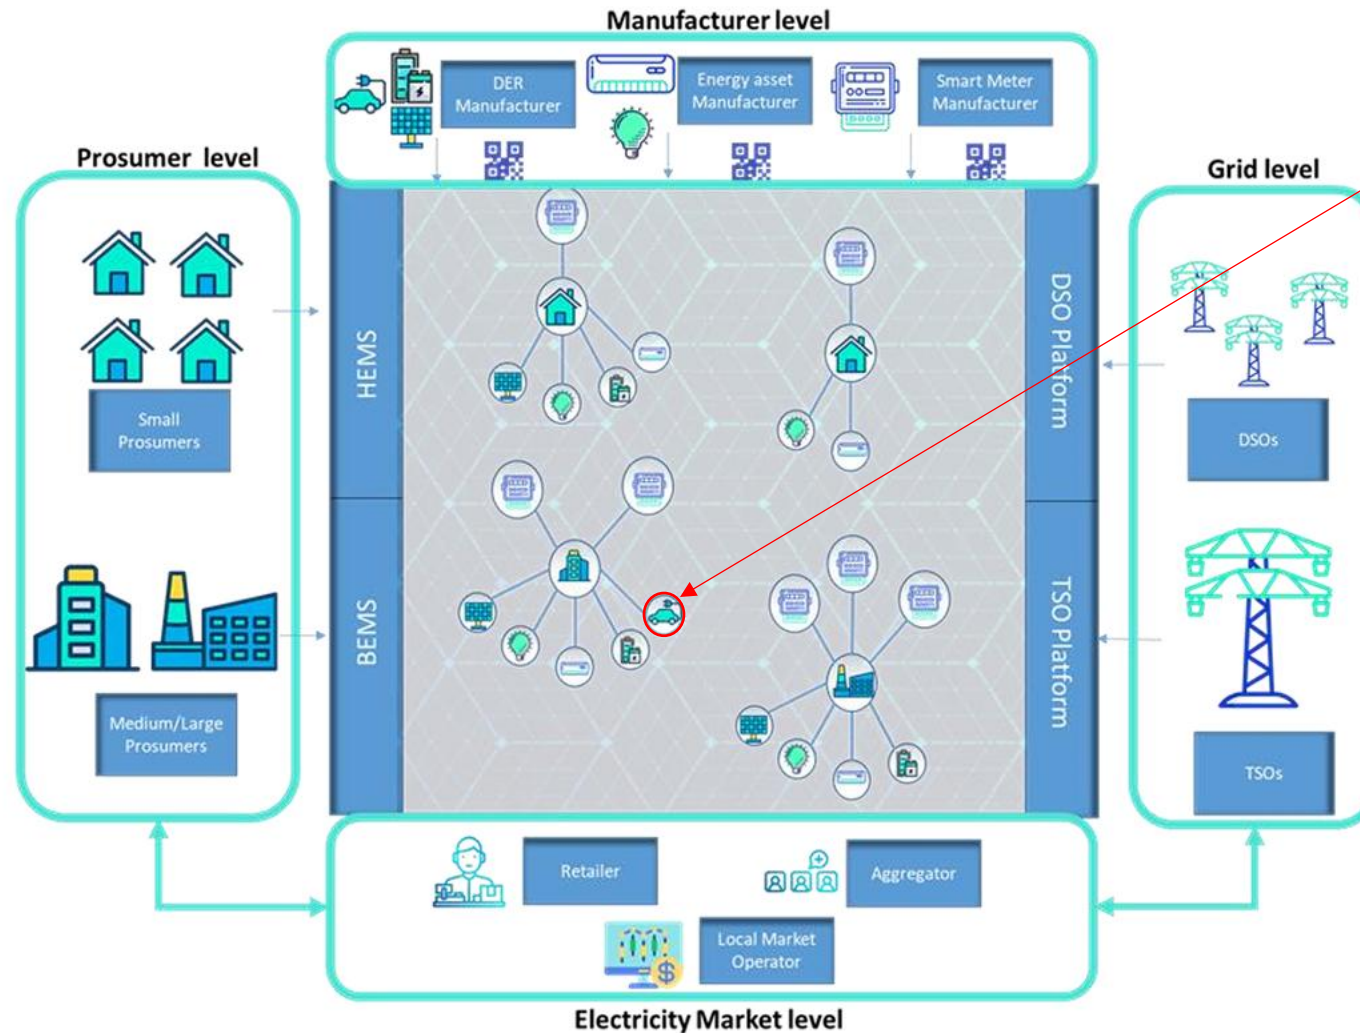 Manufacturer level
DER
Manufacturer
Energy asset
Manufacturer
Smart Meter
Manufacturer
Prosumer level
Small
Prosumers
Medium/Large
Prosumers
HEMS
BEMS
DSO Platform
TSO Platform
Grid level
DSOs
TSOs
Retailer
Aggregator
Local Market
Operator
Electricity Market level